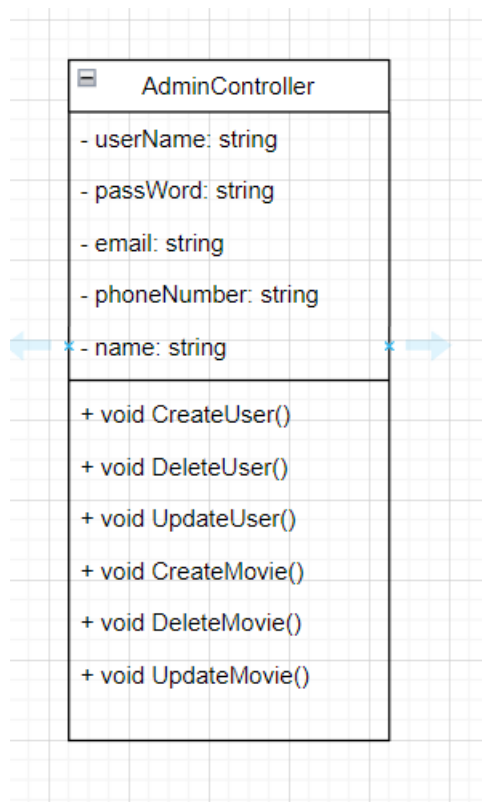 AdminController
- userName: string
- passWord: string
- email: string
- phoneNumber: string
- name: string
+ void CreateUser()
+ void DeleteUser()
+ void UpdateUser()
+ void CreateMovie()
+ void DeleteMovie()
+ void UpdateMovie()